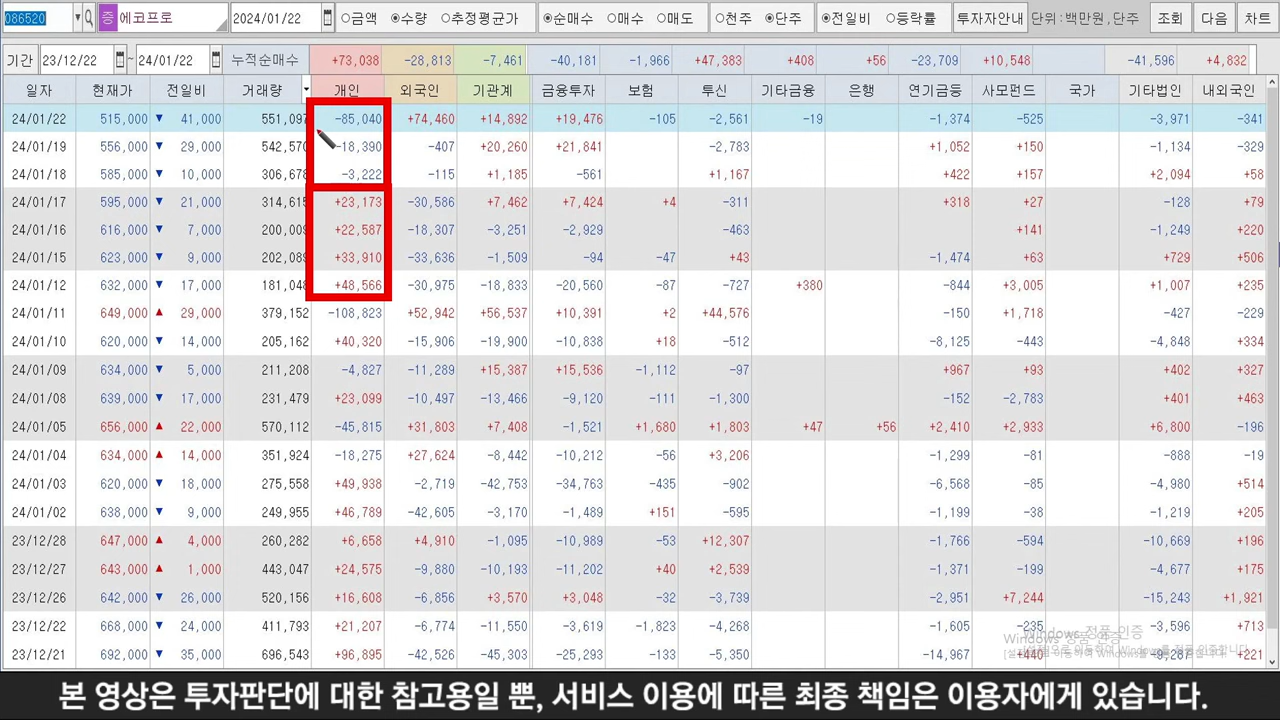 086520 증 에코프로 2024/01/22 금액 수량 추정평균가 순매수 매수 매도 천주 단주 전일비 등락률 투자자안내 단위 : 백만원, 단주 조회 다음 차트
기간 23/12/22 ~ 24/01/22 누적순매수 +73,038 -28,813 -7,461 -40,181 -1,966 +47,383 +408 +56 -23,709 +10,548 -41,596 +4,832
일자 현재가 전일비 거래량 개인 외국인 기관계 금융투자 보험 투신 기타금융 은행 연기금등 사모펀드 국가 기타법인 내외국인
24/01/22 515,000 ▼ 41,000 551,097 -85,040 +74,460 +14,892 +19,476 -105 -2,561 -19 -1,374 -525 -3,971 -341
24/01/19 556,000 ▼ 29,000 542,570 -18,390 -407 +20,260 +21,841 -2,783 +1,052 +150 -1,134 -329
24/01/18 585,000 ▼ 10,000 306,678 -3,222 -115 +1,185 -561 +1,167 +422 +157 +2,094 +58
24/01/17 595,000 ▼ 21,000 314,615 +23,173 -30,586 +7,462 +7,424 +4 -311 +318 +27 -128 +79
24/01/16 616,000 ▼ 7,000 200,009 +22,587 -18,307 -3,251 -2,929 -463 +141 -1,249 +220
24/01/15 623,000 ▼ 9,000 202,089 +33,910 -33,636 -1,509 -94 -47 +43 -1,474 +63 +729 +506
24/01/12 632,000 ▼ 17,000 181,048 +48,566 -30,975 -18,833 -20,560 -87 -727 +380 -844 +3,005 +1,007 +235
24/01/11 649,000 ▲ 29,000 379,152 -108,823 +52,942 +56,537 +10,391 +2 +44,576 -150 +1,718 -427 -229
24/01/10 620,000 ▼ 14,000 205,162 +40,320 -15,906 -19,900 -10,838 +18 -512 -8,125 -443 -4,848 +334
24/01/09 634,000 ▼ 5,000 211,208 -4,827 -11,289 +15,387 +15,536 -1,112 -97 +967 +93 +402 +327
24/01/08 639,000 ▼ 17,000 231,479 +23,099 -10,497 -13,466 -9,120 -111 -1,300 -152 -2,783 +401 +463
24/01/05 656,000 ▲ 22,000 570,112 -45,815 +31,803 +7,408 -1,521 +1,680 +1,803 +47 +56 +2,410 +2,933 +6,800 -196
24/01/04 634,000 ▲ 14,000 351,924 -18,275 +27,624 -8,442 -10,212 -56 +3,206 -1,299 -81 -888 -19
24/01/03 620,000 ▼ 18,000 275,558 +49,938 -2,719 -42,753 -34,763 -435 -902 -6,568 -85 -4,980 +514
24/01/02 638,000 ▼ 9,000 249,955 +46,789 -42,605 -3,170 -1,489 +151 -595 -1,199 -38 -1,219 +205
23/12/28 647,000 ▲ 4,000 260,282 +6,658 +4,910 -1,095 -10,989 -53 +12,307 -1,766 -594 -10,669 +196
23/12/27 643,000 ▲ 1,000 443,047 +24,575 -9,880 -10,193 -11,202 +40 +2,539 -1,371 -199 -4,677 +175
23/12/26 642,000 ▼ 26,000 520,156 +16,608 -6,856 +3,570 +3,048 -32 -3,739 -2,951 +7,244 -15,243 +1,921
23/12/22 668,000 ▼ 24,000 411,793 +21,207 -6,774 -11,550 -3,619 -1,823 -4,268 -1,605 -235 -3,596 +713
23/12/21 692,000 ▼ 35,000 696,543 -42,526 -45,303 -25,293 -133 -5,350 -14,967 +440 +221
Windows 정품 인증
본 영상은 투자판단에 대한 참고용일 뿐, 서비스 이용에 따른 최종 책임은 이용자에게 있습니다.